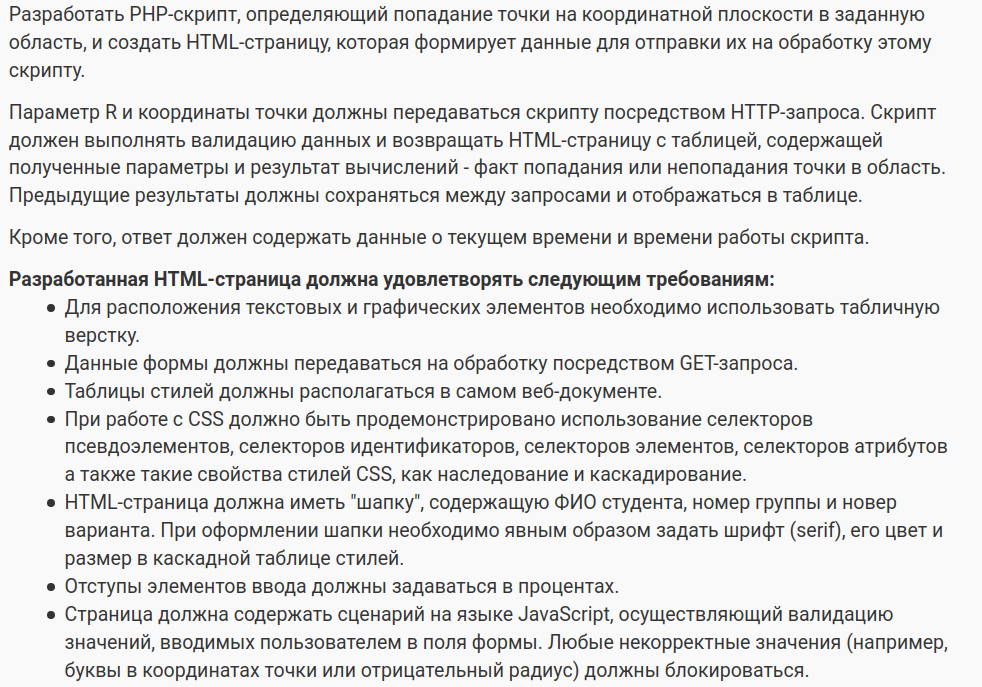 Разработать PHP-скрипт, определяющий попадание точки на координатной плоскости в заданную
область, и создать HTML-страницу, которая формирует данные для отправки их на обработку этому
скрипту.
Параметр R и координаты точки должны передаваться скрипту посредством HTTP-запроса. Скрипт
должен выполнять валидацию данных и возвращать HTML-страницу с таблицей, содержащей
полученные параметры и результат вычислений - факт попадания или непопадания точки в область.
Предыдущие результаты должны сохраняться между запросами и отображаться в таблице.
Кроме того, ответ должен содержать данные о текущем времени и времени работы скрипта.
Разработанная HTML-страница должна удовлетворять следующим требованиям:
• Для расположения текстовых и графических элементов необходимо использовать табличную
верстку.
• Данные формы должны передаваться на обработку посредством GET-запроса.
• Таблицы стилей должны располагаться в самом веб-документе.
• При работе с CSS должно быть продемонстрировано использование селекторов
псевдоэлементов, селекторов идентификаторов, селекторов элементов, селекторов атрибутов
а также такие свойства стилей CSS, как наследование и каскадирование.
• HTML-страница должна иметь "шапку", содержащую ФИО студента, номер группы и новер
варианта. При оформлении шапки необходимо явным образом задать шрифт (serif), его цвет и
размер в каскадной таблице стилей.
• Отступы элементов ввода должны задаваться в процентах.
• Страница должна содержать сценарий на языке JavaScript, осуществляющий валидацию
значений, вводимых пользователем в поля формы. Любые некорректные значения (например,
буквы в координатах точки или отрицательный радиус) должны блокироваться.